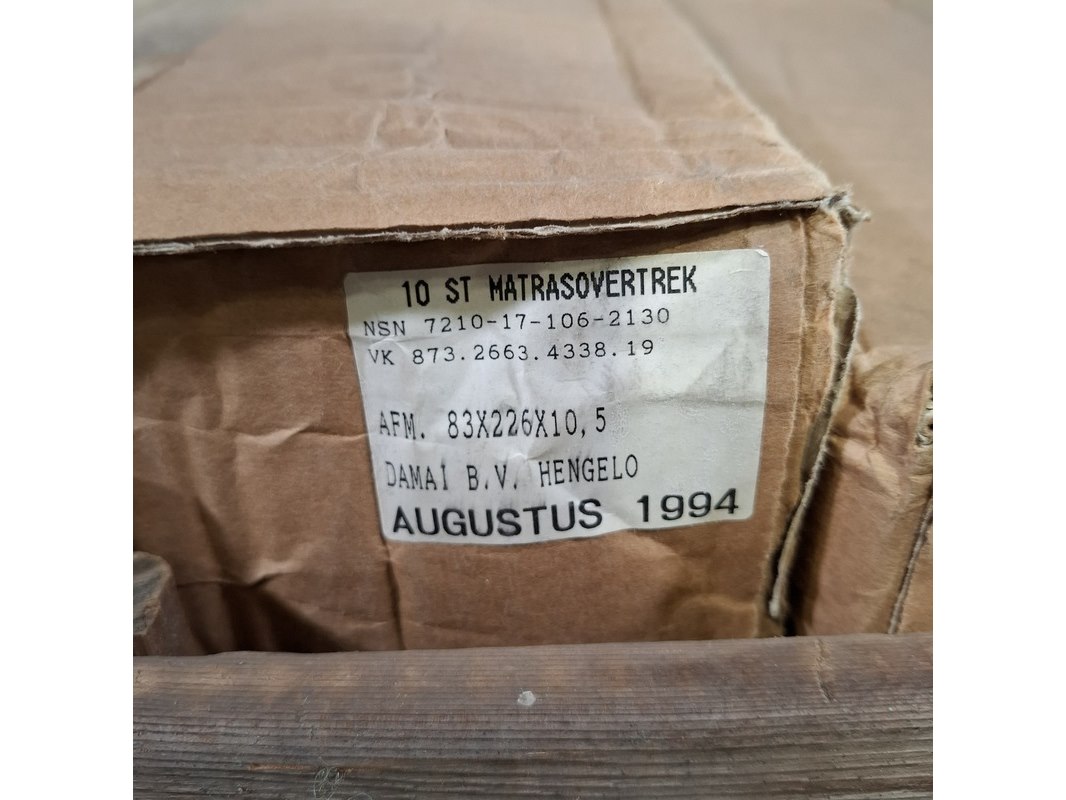 10 ST MATRASOVERTREK
NSN 7210-17-106-2130
VK 873.2663.4338.19
AFM. 83X226X10,5
DAMAI B.V. HENGELO
AUGUSTUS 1994